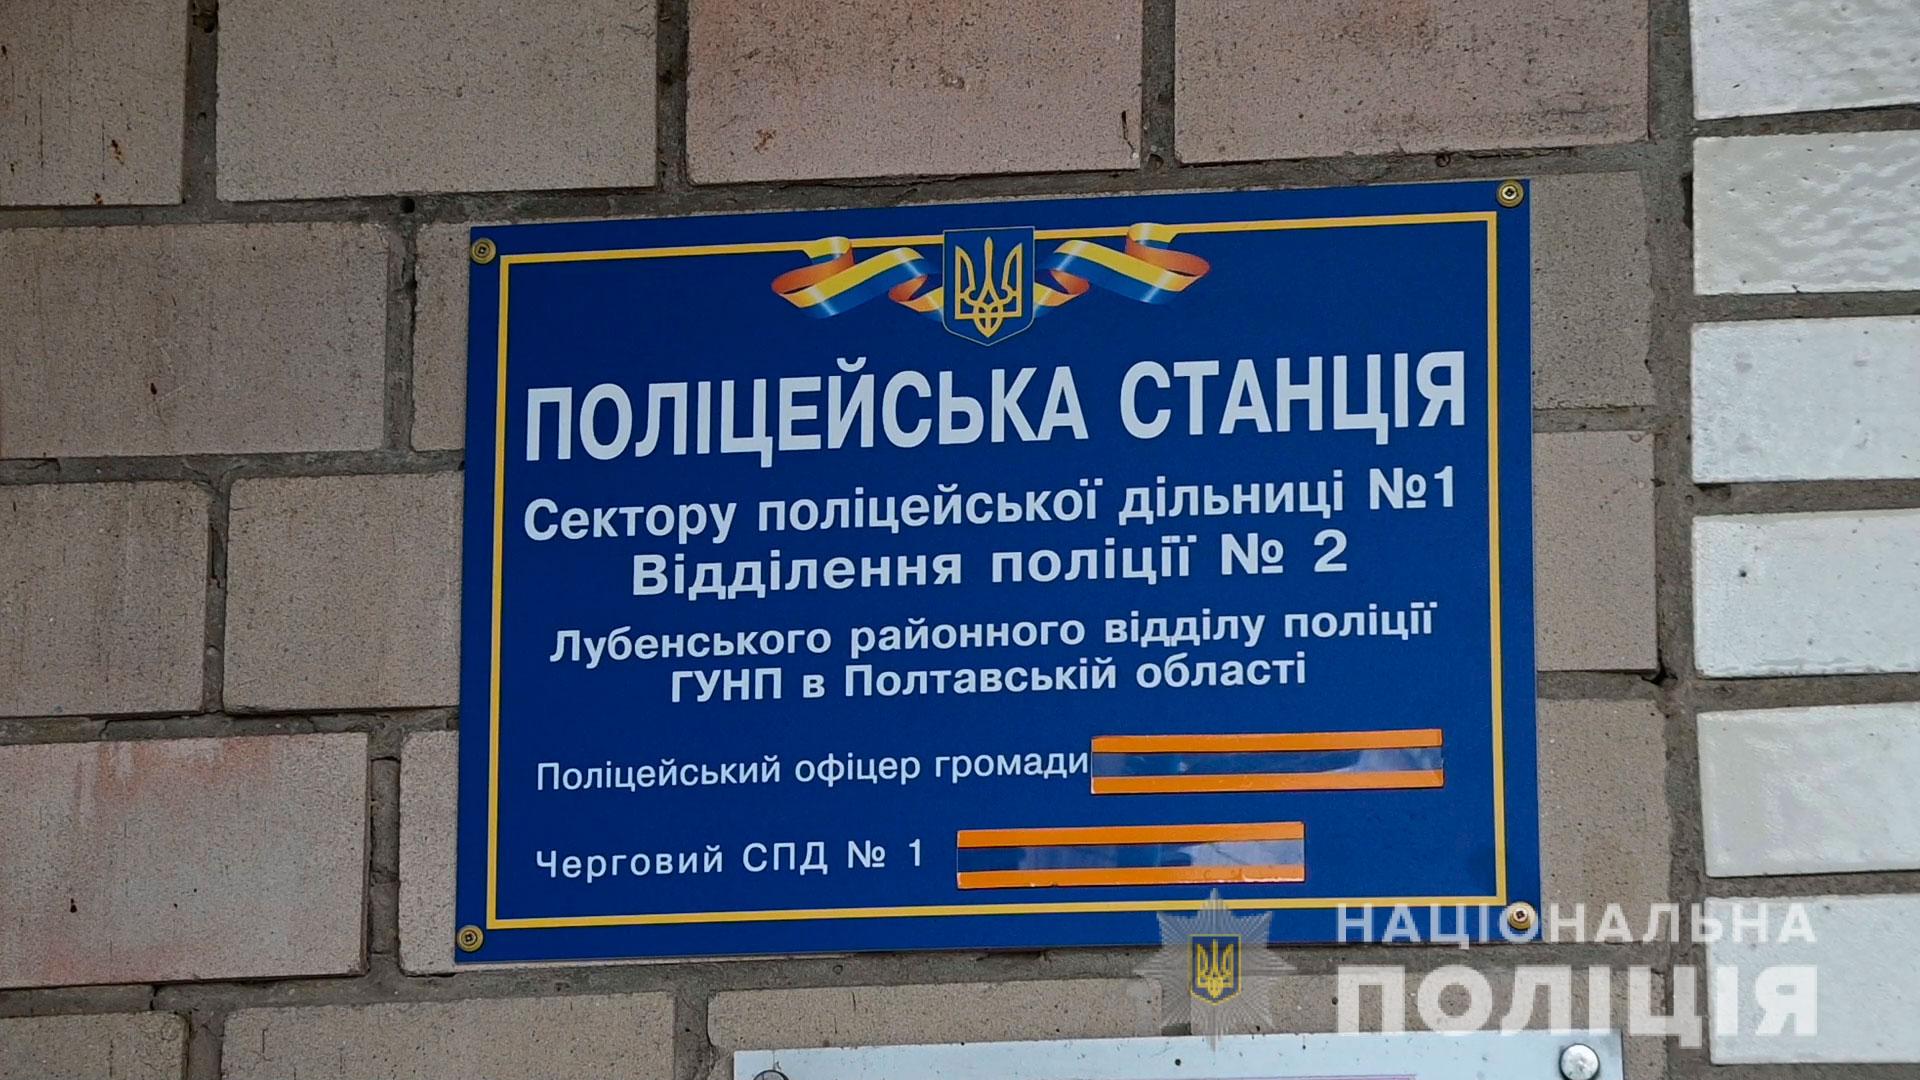 ПОЛІЦЕЙСЬКА СТАНЦІЯ
Сектору поліцейської дільниці №1
Відділення поліції № 2
Лубенського районного відділу поліції
ГУНП в Полтавській області
Поліцейський офіцер громади
Черговий СПД № 1
НАЦІОНАЛЬНА
ПОЛІЦІЯ